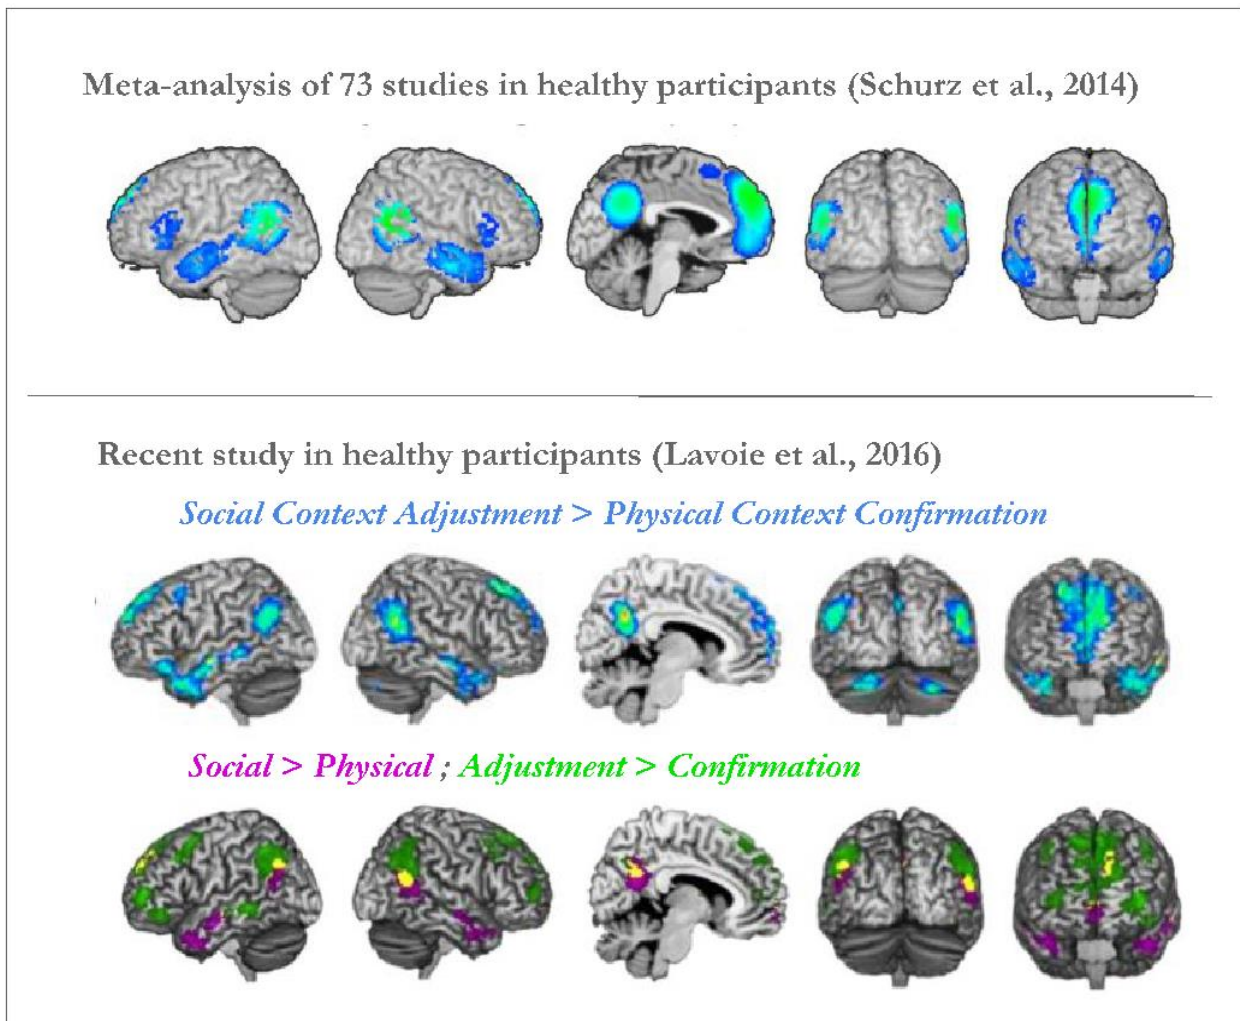 Meta-analysis of 73 studies in healthy participants (Schurz et al., 2014)
Recent study in healthy participants (Lavoie et al., 2016)
Social Context Adjustment > Physical Context Confirmation
Social > Physical ; Adjustment > Confirmation